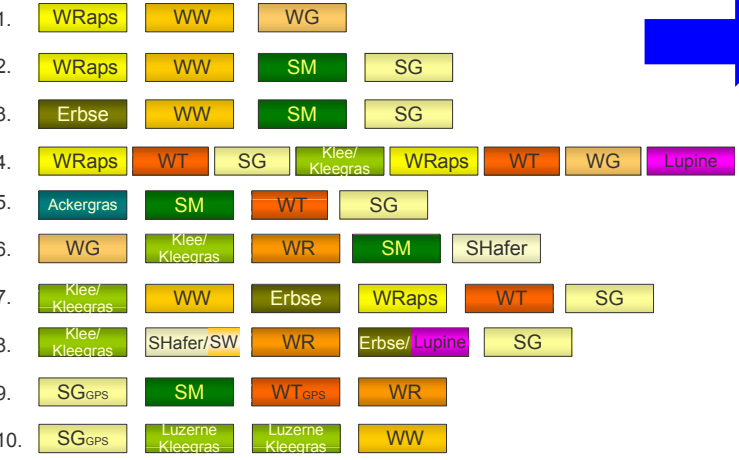 1. WRaps WW WG
2. WRaps WW SM SG
3. Erbse WW SM SG
4. WRaps WT SG Klee/ Kleegras WRaps WT WG Lupine
5. Ackergras SM WT SG
6. WG Klee/ Kleegras WR SM SHafer
7. Klee/ Kleegras WW Erbse WRaps WT SG
8. Klee/ Kleegras SHafer/SW WR Erbse/Lupine SG
9. SGGPS SM WTGPS WR
10. SGGPS Luzerne Kleegras Luzerne Kleegras WW